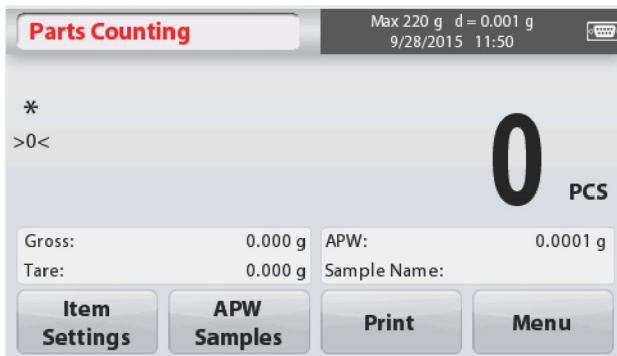 Parts Counting
Max 220 g d = 0.001 g
9/28/2015 11:50
*
>0<
0 PCS
Gross: 0.000 g APW: 0.0001 g
Tare: 0.000 g Sample Name:
Item Settings
APW Samples
Print
Menu